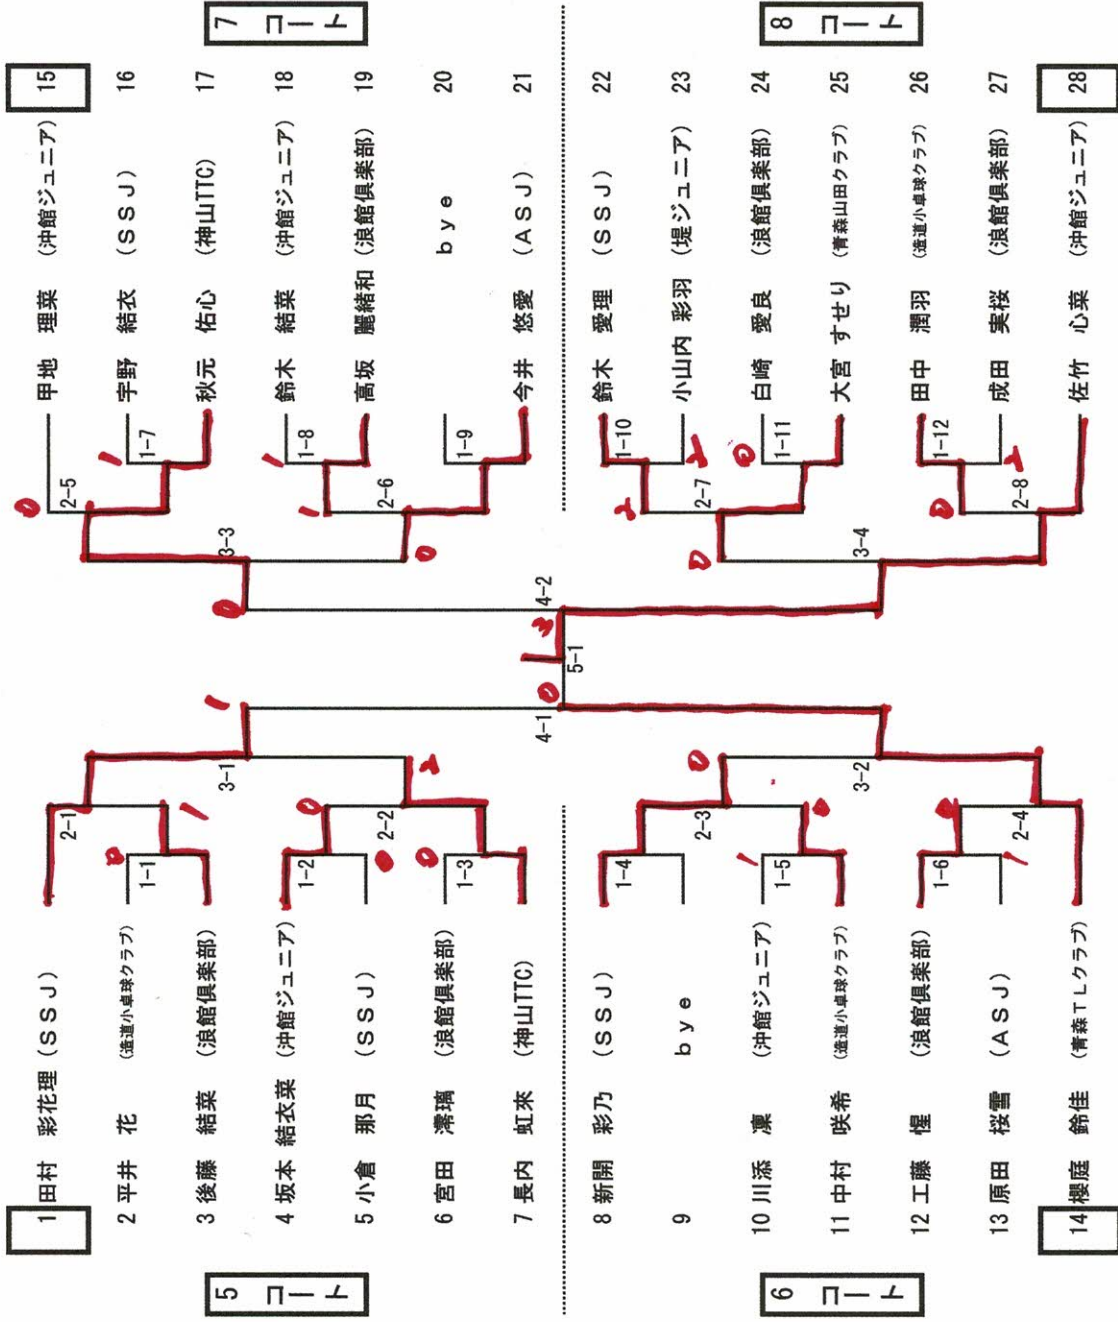 5 コート
1 田村 彩花理 (SSJ)
2 平井 花 (造道小卓球クラブ)
3 後藤 結菜 (浪館倶楽部)
4 坂本 結衣菜 (沖館ジュニア)
5 小倉 那月 (SSJ)
6 宮田 澪璃 (浪館倶楽部)
7 長内 虹來 (神山TTC)
6 コート
8 新開 彩乃 (SSJ)
9 bye
10 川添 凜 (沖館ジュニア)
11 中村 咲希 (造道小卓球クラブ)
12 工藤 惺 (浪館倶楽部)
13 原田 桜雪 (ASJ)
14 櫻庭 鈴佳 (青森TLクラブ)
1-1
1-2
1-3
1-4
1-5
1-6
2-1
2-2
2-3
2-4
3-1
3-2
4-1
5-1
4-2
3-3
3-4
2-5
2-6
2-7
2-8
1-7
1-8
1-9
1-10
1-11
1-12
7 コート
甲地 理菜 (沖館ジュニア) 15
宇野 結衣 (SSJ) 16
秋元 佑心 (神山TTC) 17
鈴木 結菜 (沖館ジュニア) 18
高坂 麗緒和 (浪館倶楽部) 19
bye 20
今井 悠愛 (ASJ) 21
8 コート
鈴木 愛理 (SSJ) 22
小山内 彩羽 (堤ジュニア) 23
白崎 愛良 (浪館倶楽部) 24
大宮 すせり (青森山田クラブ) 25
田中 潤羽 (造道小卓球クラブ) 26
成田 実桜 (浪館倶楽部) 27
佐竹 心菜 (沖館ジュニア) 28